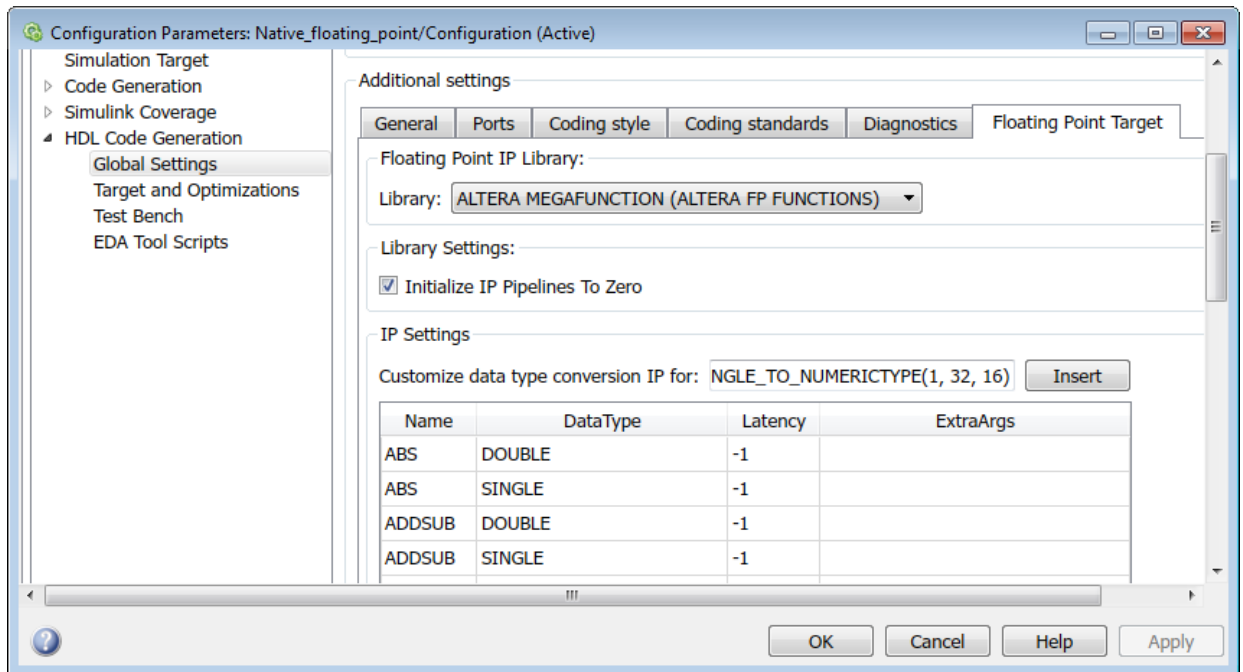 Configuration Parameters: Native_floating_point/Configuration (Active)
Simulation Target
Code Generation
Simulink Coverage
HDL Code Generation
Global Settings
Target and Optimizations
Test Bench
EDA Tool Scripts
Additional settings
General Ports Coding style Coding standards Diagnostics Floating Point Target
Floating Point IP Library:
Library: ALTERA MEGAFUNCTION (ALTERA FP FUNCTIONS)
Library Settings:
Initialize IP Pipelines To Zero
IP Settings
Customize data type conversion IP for: NGLE_TO_NUMERICTYPE(1, 32, 16) Insert
Name DataType Latency ExtraArgs
ABS DOUBLE -1
ABS SINGLE -1
ADDSUB DOUBLE -1
ADDSUB SINGLE -1
OK Cancel Help Apply